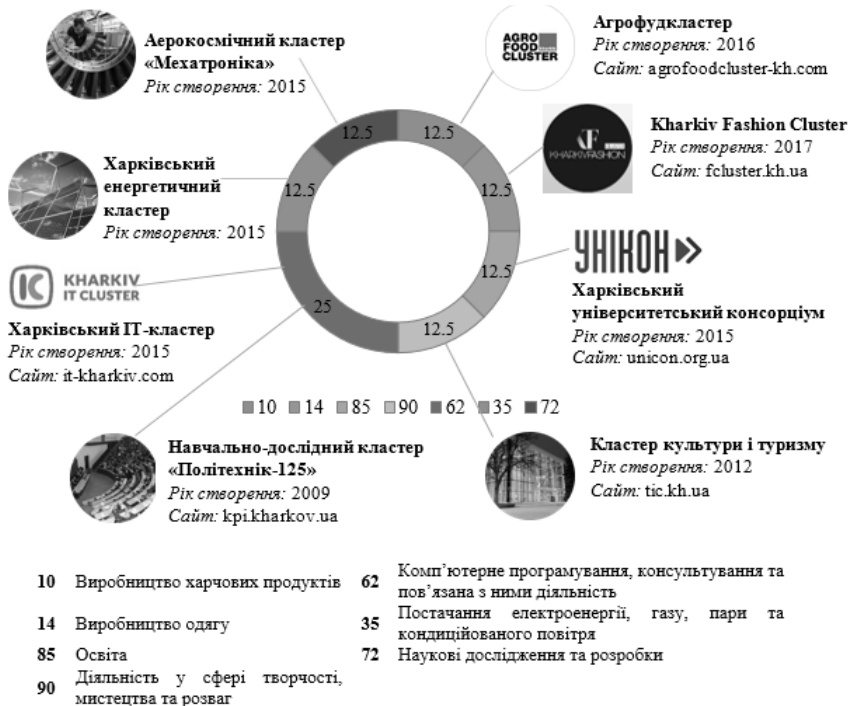 Аерокосмічний кластер
«Мехатроніка»
Рік створення: 2015
AGRO
FOOD
CLUSTER
Агрофудкластер
Рік створення: 2016
Сайт: agrofoodcluster-kh.com
Харківський
енергетичний
кластер
Рік створення: 2015
KHARKIVFASHION
Kharkiv Fashion Cluster
Рік створення: 2017
Сайт: fcluster.kh.ua
KHARKIV
IT CLUSTER
Харківський ІТ-кластер
Рік створення: 2015
Сайт: it-kharkiv.com
УНІКОН
Харківський
університетський консорціум
Рік створення: 2015
Сайт: unicon.org.ua
12.5
12.5
12.5
12.5
12.5
12.5
25
10 14 85 90 62 35 72
Навчально-дослідний кластер
«Політехнік-125»
Рік створення: 2009
Сайт: kpi.kharkov.ua
Кластер культури і туризму
Рік створення: 2012
Сайт: tic.kh.ua
10 Виробництво харчових продуктів
14 Виробництво одягу
85 Освіта
90 Діяльність у сфері творчості,
мистецтва та розваг
62 Комп’ютерне програмування, консультування та
пов’язана з ними діяльність
35 Постачання електроенергії, газу, пари та
кондиційованого повітря
72 Наукові дослідження та розробки